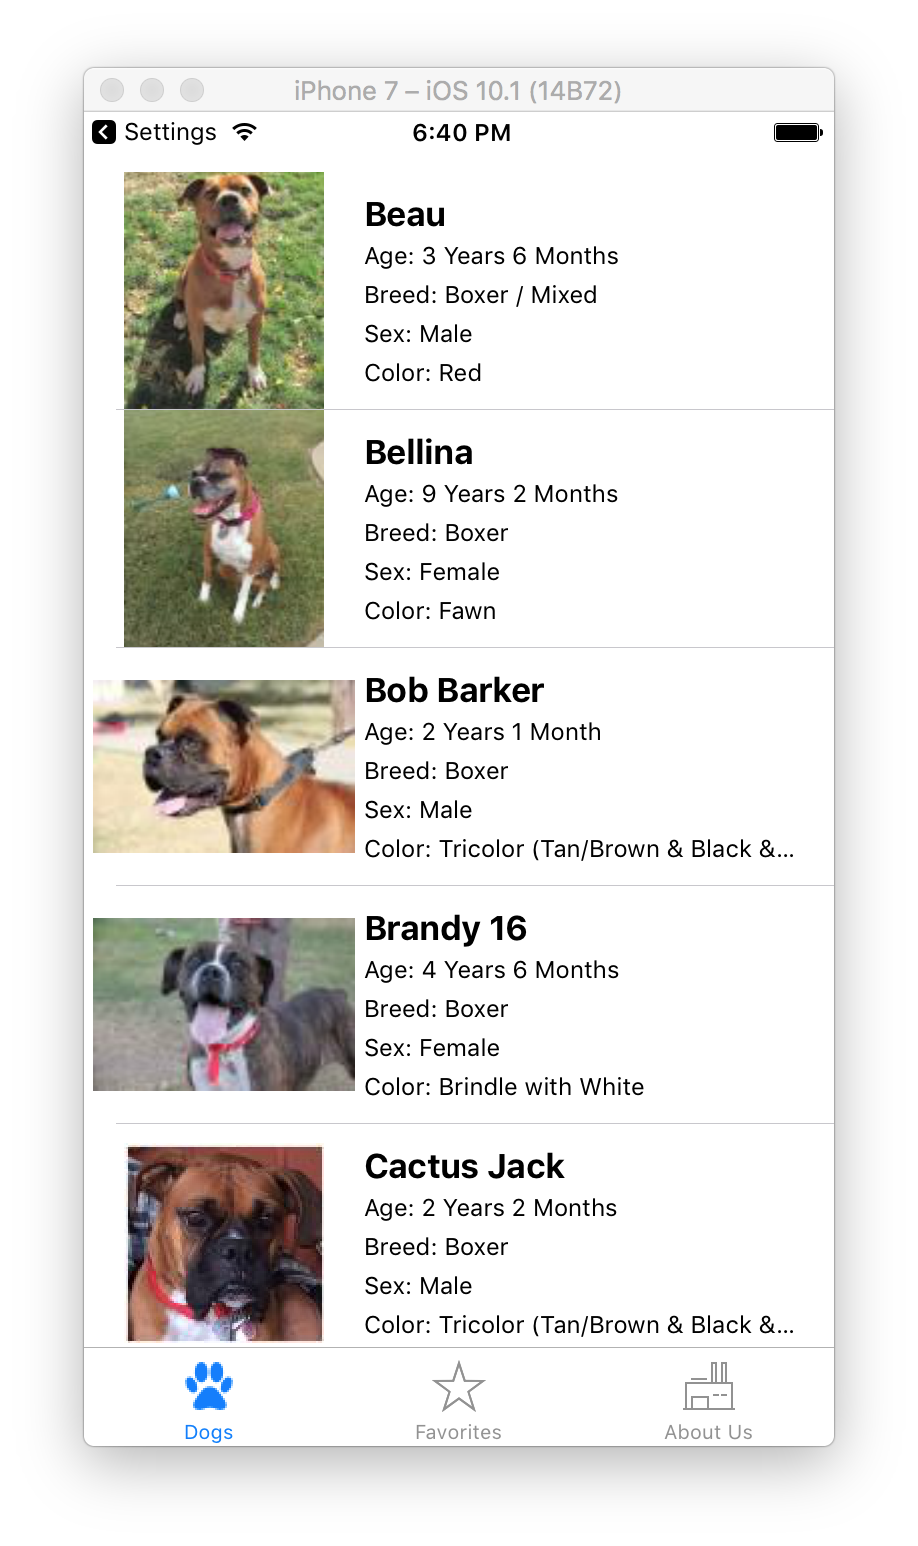 iPhone 7 – iOS 10.1 (14B72)
Settings 6:40 PM
Beau
Age: 3 Years 6 Months
Breed: Boxer / Mixed
Sex: Male
Color: Red
Bellina
Age: 9 Years 2 Months
Breed: Boxer
Sex: Female
Color: Fawn
Bob Barker
Age: 2 Years 1 Month
Breed: Boxer
Sex: Male
Color: Tricolor (Tan/Brown & Black &...
Brandy 16
Age: 4 Years 6 Months
Breed: Boxer
Sex: Female
Color: Brindle with White
Cactus Jack
Age: 2 Years 2 Months
Breed: Boxer
Sex: Male
Color: Tricolor (Tan/Brown & Black &...
Dogs Favorites About Us